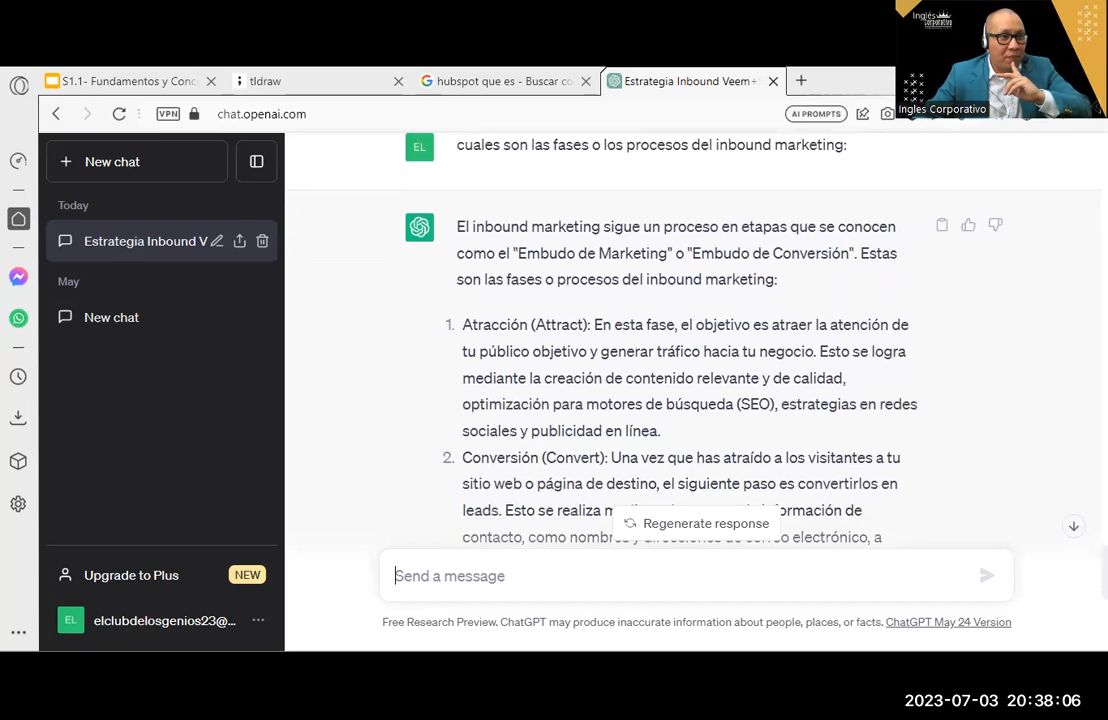 Inglés
Corporativo
Ingles Corporativo
S1.1- Fundamentos y Conc
tldraw
hubspot que es - Buscar co
Estrategia Inbound Veem+
VPN
chat.openai.com
AI PROMPTS
New chat
Today
Estrategia Inbound V
May
New chat
Upgrade to Plus
NEW
EL
elclubdelosgenios23@...
EL
cuales son las fases o los procesos del inbound marketing:
El inbound marketing sigue un proceso en etapas que se conocen
como el "Embudo de Marketing" o "Embudo de Conversión". Estas
son las fases o procesos del inbound marketing:
1. Atracción (Attract): En esta fase, el objetivo es atraer la atención de
tu público objetivo y generar tráfico hacia tu negocio. Esto se logra
mediante la creación de contenido relevante y de calidad,
optimización para motores de búsqueda (SEO), estrategias en redes
sociales y publicidad en línea.
2. Conversión (Convert): Una vez que has atraído a los visitantes a tu
sitio web o página de destino, el siguiente paso es convertirlos en
leads. Esto se realiza
de
contacto, como
electrónico, a
Regenerate response
Send a message
Free Research Preview. ChatGPT may produce inaccurate information about people, places, or facts. ChatGPT May 24 Version
2023-07-03 20:38:06